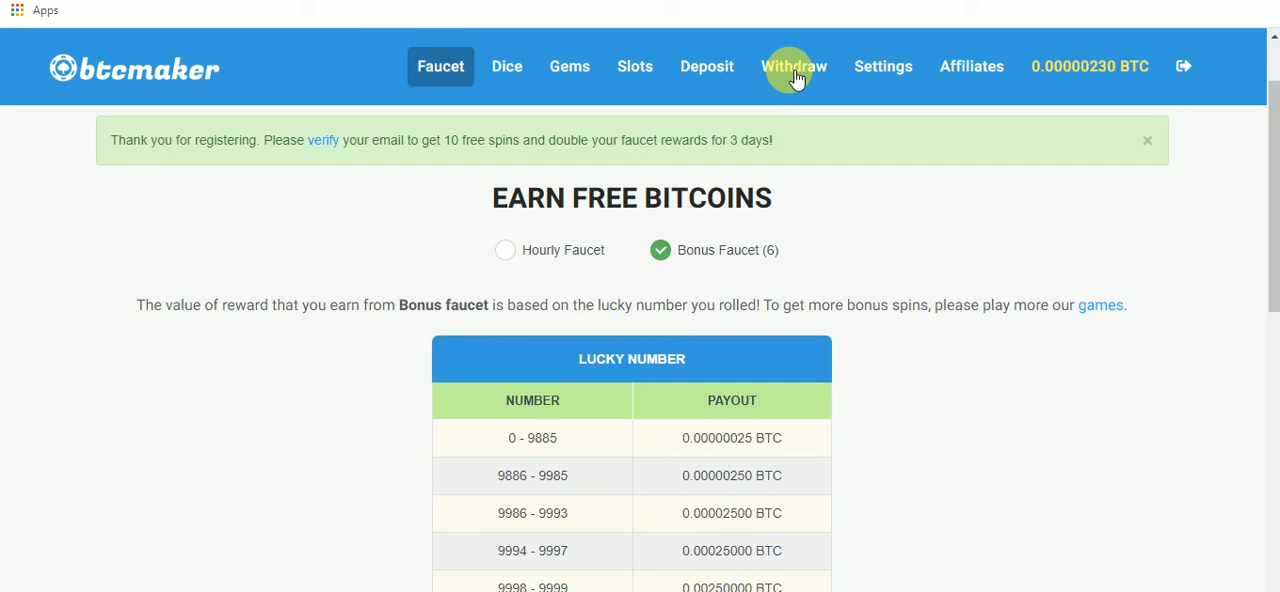 Apps
btcmaker
Faucet Dice Gems Slots Deposit Withdraw Settings Affiliates 0.00000230 BTC
Thank you for registering. Please verify your email to get 10 free spins and double your faucet rewards for 3 days! ×
EARN FREE BITCOINS
Hourly Faucet Bonus Faucet (6)
The value of reward that you earn from Bonus faucet is based on the lucky number you rolled! To get more bonus spins, please play more our games.
LUCKY NUMBER
NUMBER PAYOUT
0 - 9885 0.00000025 BTC
9886 - 9985 0.00000250 BTC
9986 - 9993 0.00002500 BTC
9994 - 9997 0.00025000 BTC
9998 - 9999 0.00250000 BTC